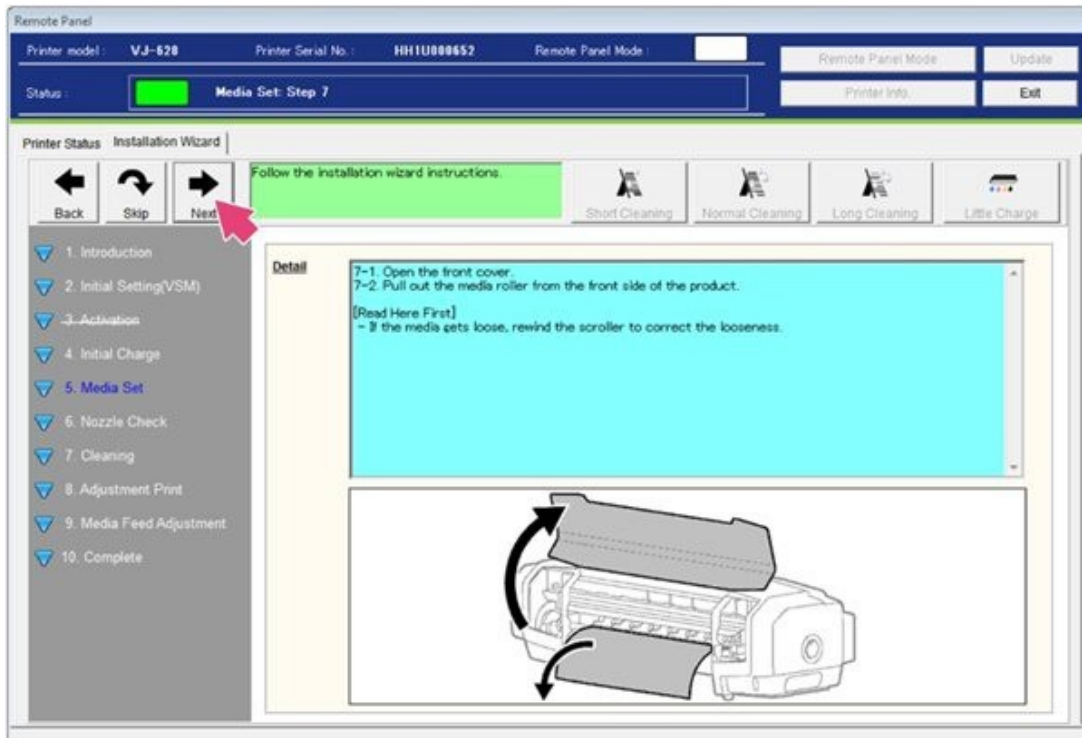 Remote Panel
Printer model : VJ-628 Printer Serial No. : HH1U000652 Remote Panel Mode :
Remote Panel Mode Update
Status : Media Set: Step 7
Printer Info. Exit
Printer Status Installation Wizard
Follow the installation wizard instructions.
Back Skip Next Short Cleaning Normal Cleaning Long Cleaning Little Charge
1. Introduction
2. Initial Setting(VSM)
3. Activation
4. Initial Charge
5. Media Set
6. Nozzle Check
7. Cleaning
8. Adjustment Print
9. Media Feed Adjustment
10. Complete
Detail
7-1. Open the front cover.
7-2. Pull out the media roller from the front side of the product.
[Read Here First]
- If the media gets loose, rewind the scroller to correct the looseness.